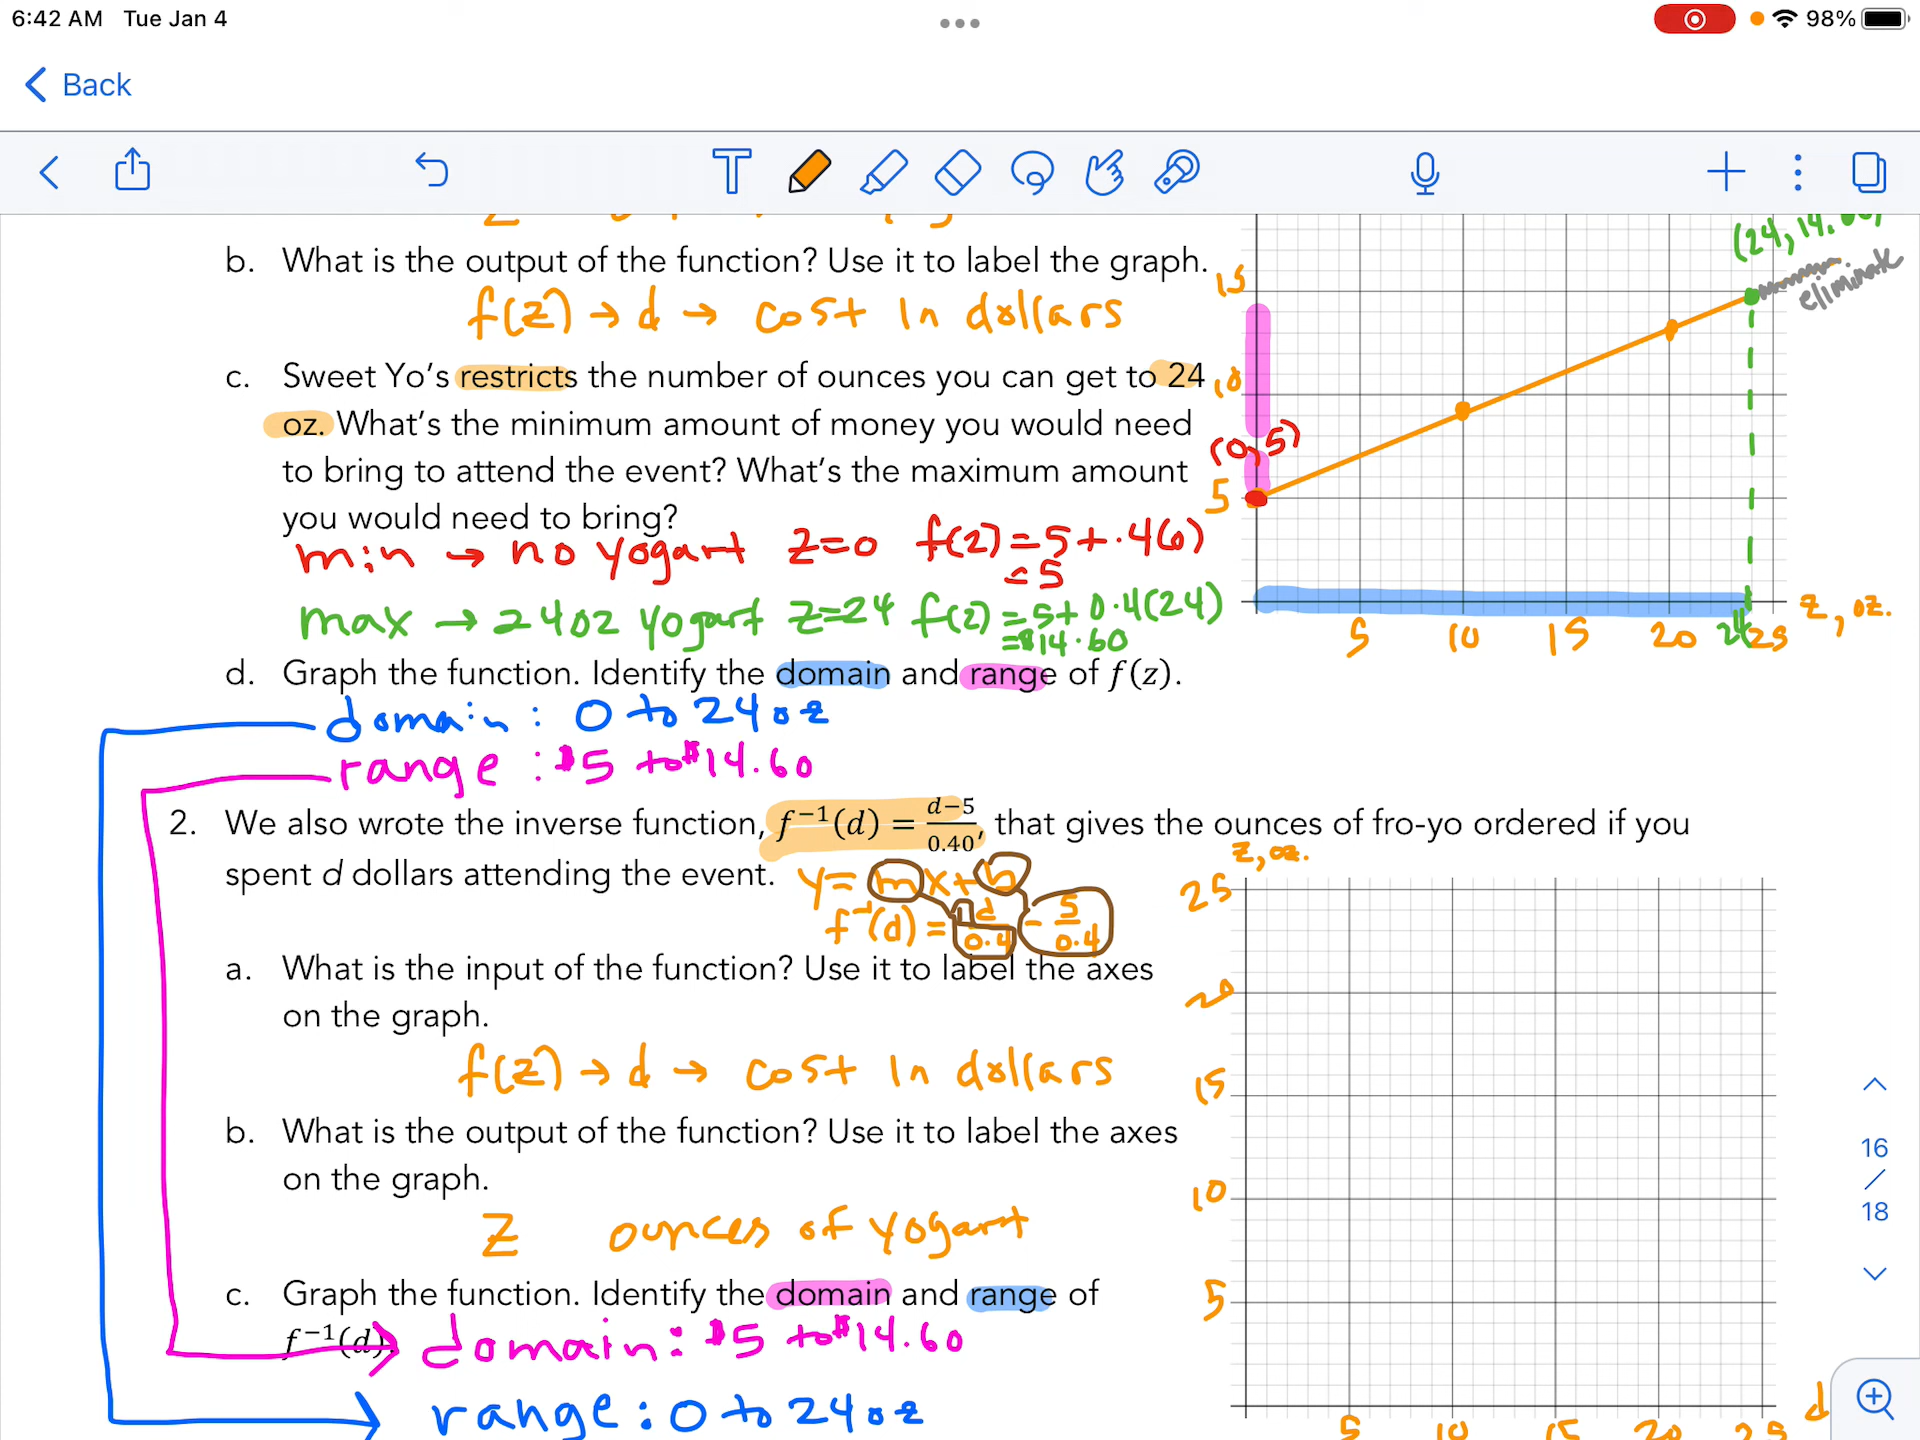 6:42 AM Tue Jan 4
98%
Back
b. What is the output of the function? Use it to label the graph.
f(z) → d → cost in dollars
c. Sweet Yo's restricts the number of ounces you can get to 24
oz. What's the minimum amount of money you would need
to bring to attend the event? What's the maximum amount
you would need to bring?
min → no yogart z=0 f(z)=5+.4(0)
=5
max → 24oz yogart z=24 f(z)=5+0.4(24)
=$14.60
d. Graph the function. Identify the domain and range of f(z).
domain: 0 to 24oz
range: $5 to $14.60
15
10
5
(0,5)
eliminate
5 10 15 20 24 25
z, oz.
2. We also wrote the inverse function, f⁻¹(d) = (d−5)/0.40, that gives the ounces of fro-yo ordered if you
spent d dollars attending the event.
y = mx+b
f⁻¹(d) = 1d/0.4 - 5/0.4
a. What is the input of the function? Use it to label the axes
on the graph.
f(z) → d → cost in dollars
b. What is the output of the function? Use it to label the axes
on the graph.
z ounces of yogart
c. Graph the function. Identify the domain and range of
f⁻¹(d)
domain: $5 to $14.60
range: 0 to 24oz
z, oz.
25
20
15
10
5
5 10 15 20 25
d
16
/
18